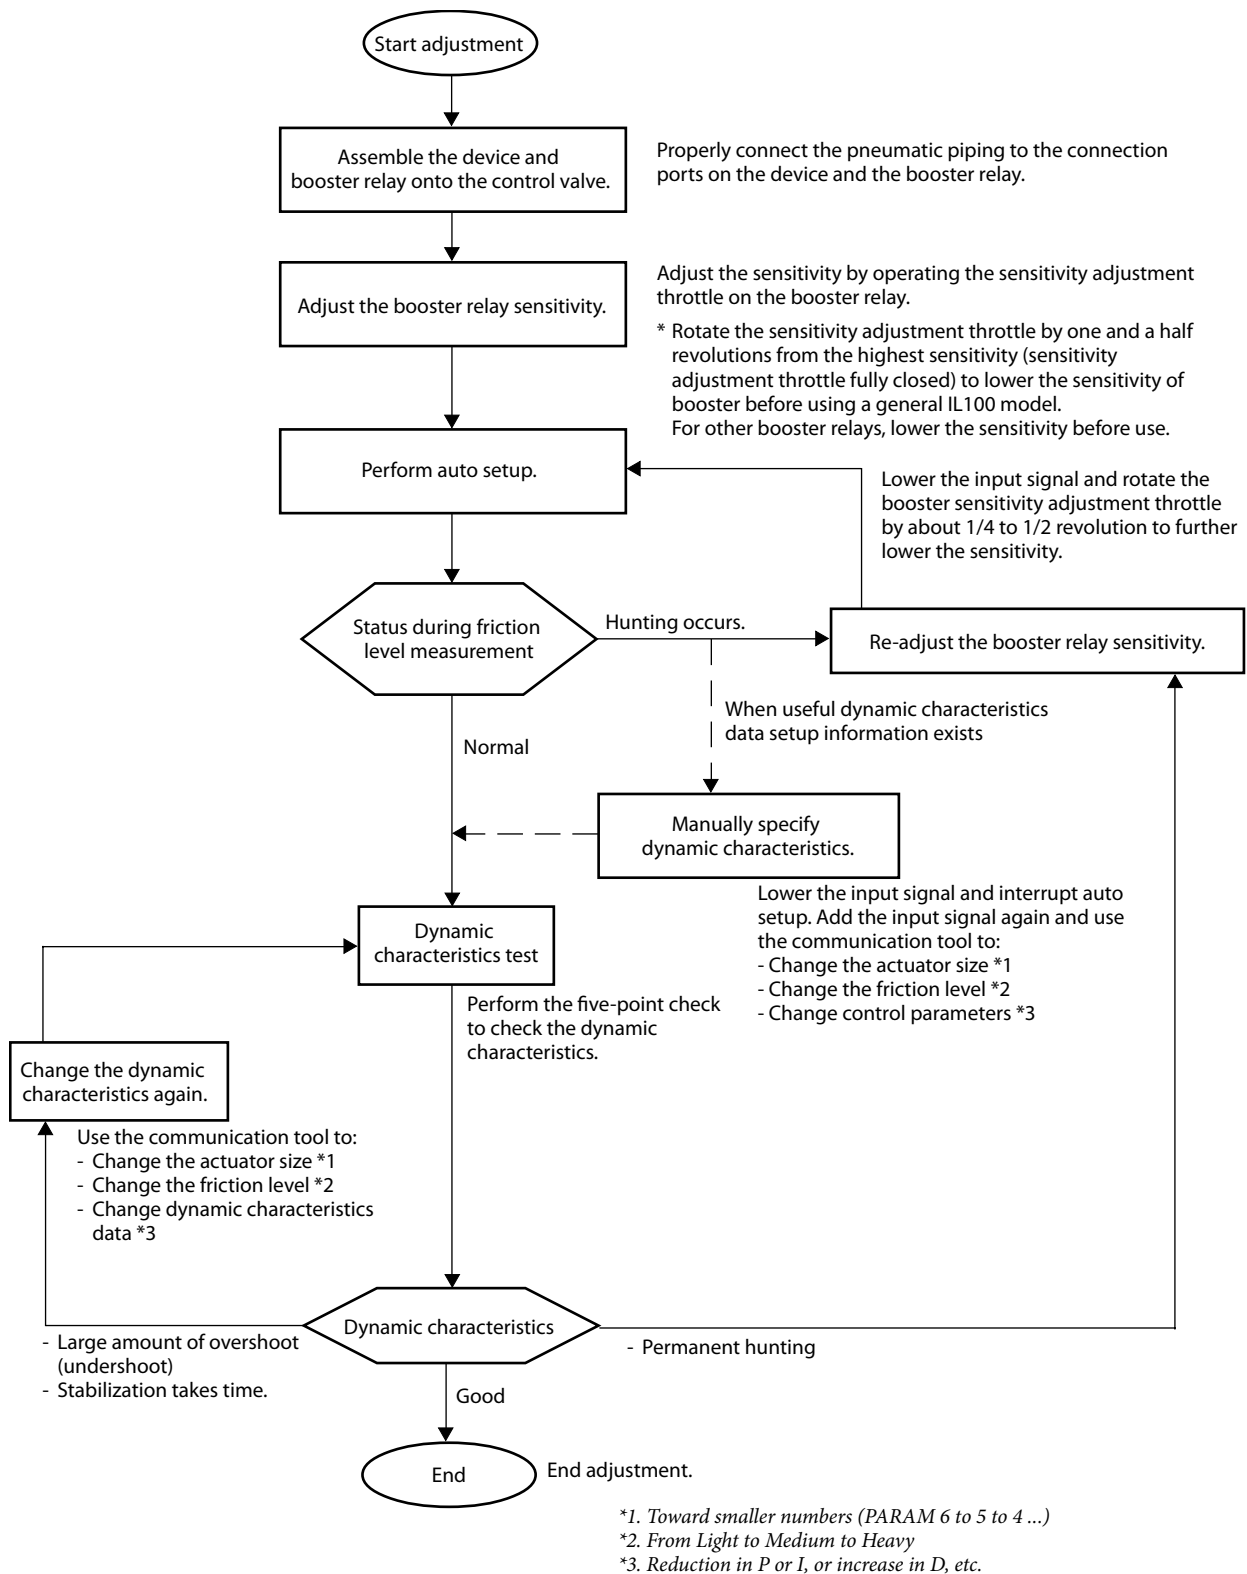 Start adjustment
Assemble the device and
booster relay onto the control valve.
Properly connect the pneumatic piping to the connection
ports on the device and the booster relay.
Adjust the booster relay sensitivity.
Adjust the sensitivity by operating the sensitivity adjustment
throttle on the booster relay.
* Rotate the sensitivity adjustment throttle by one and a half
revolutions from the highest sensitivity (sensitivity
adjustment throttle fully closed) to lower the sensitivity of
booster before using a general IL100 model.
For other booster relays, lower the sensitivity before use.
Perform auto setup.
Lower the input signal and rotate the
booster sensitivity adjustment throttle
by about 1/4 to 1/2 revolution to further
lower the sensitivity.
Status during friction
level measurement
Hunting occurs.
Re-adjust the booster relay sensitivity.
When useful dynamic characteristics
data setup information exists
Normal
Manually specify
dynamic characteristics.
Lower the input signal and interrupt auto
setup. Add the input signal again and use
the communication tool to:
- Change the actuator size *1
- Change the friction level *2
- Change control parameters *3
Dynamic
characteristics test
Perform the five-point check
to check the dynamic
characteristics.
Change the dynamic
characteristics again.
Use the communication tool to:
- Change the actuator size *1
- Change the friction level *2
- Change dynamic characteristics
data *3
Dynamic characteristics
- Large amount of overshoot
(undershoot)
- Stabilization takes time.
- Permanent hunting
Good
End
End adjustment.
*1. Toward smaller numbers (PARAM 6 to 5 to 4 ...)
*2. From Light to Medium to Heavy
*3. Reduction in P or I, or increase in D, etc.